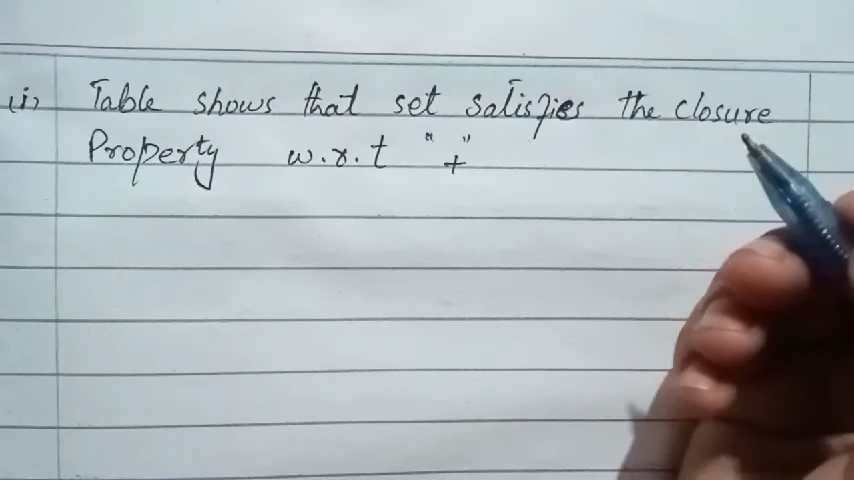 (i) Table shows that set satisfies the closure
Property w.r.t "+"